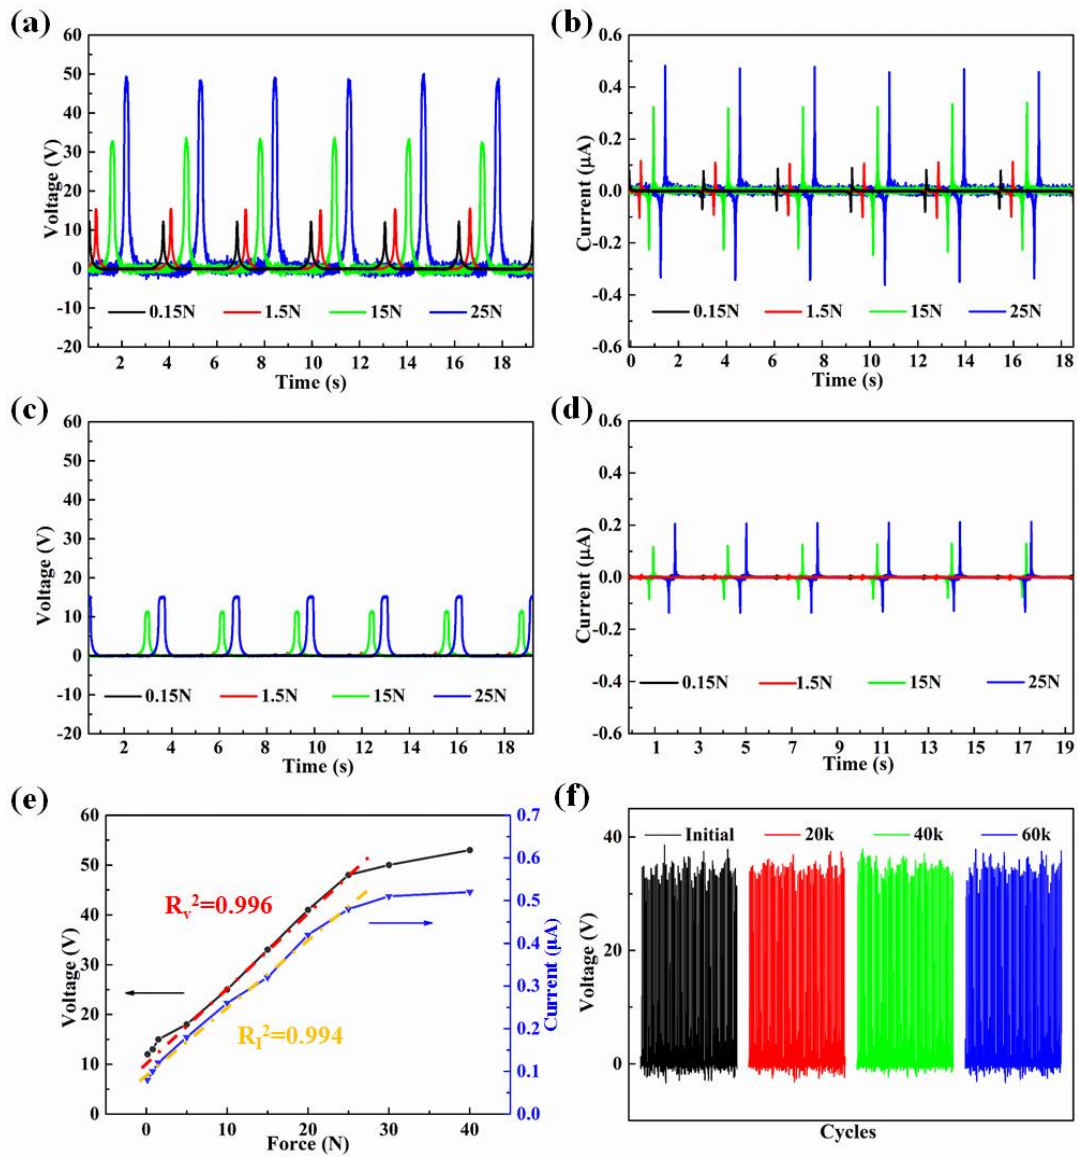 (a)
60
50
40
30
20
10
0
-10
-20
Voltage (V)
0.15N 1.5N 15N 25N
2 4 6 8 10 12 14 16 18
Time (s)
(b)
0.6
0.4
0.2
0.0
-0.2
-0.4
-0.6
Current (μA)
0.15N 1.5N 15N 25N
0 2 4 6 8 10 12 14 16 18
Time (s)
(c)
60
50
40
30
20
10
0
-10
-20
Voltage (V)
0.15N 1.5N 15N 25N
2 4 6 8 10 12 14 16 18
Time (s)
(d)
0.6
0.4
0.2
0.0
-0.2
-0.4
-0.6
Current (μA)
0.15N 1.5N 15N 25N
1 3 5 7 9 11 13 15 17 19
Time (s)
(e)
60
50
40
30
20
10
0
Voltage (V)
Rv²=0.996
RI²=0.994
0.7
0.6
0.5
0.4
0.3
0.2
0.1
0.0
Current (μA)
0 10 20 30 40
Force (N)
(f)
Initial 20k 40k 60k
40
20
0
Voltage (V)
Cycles